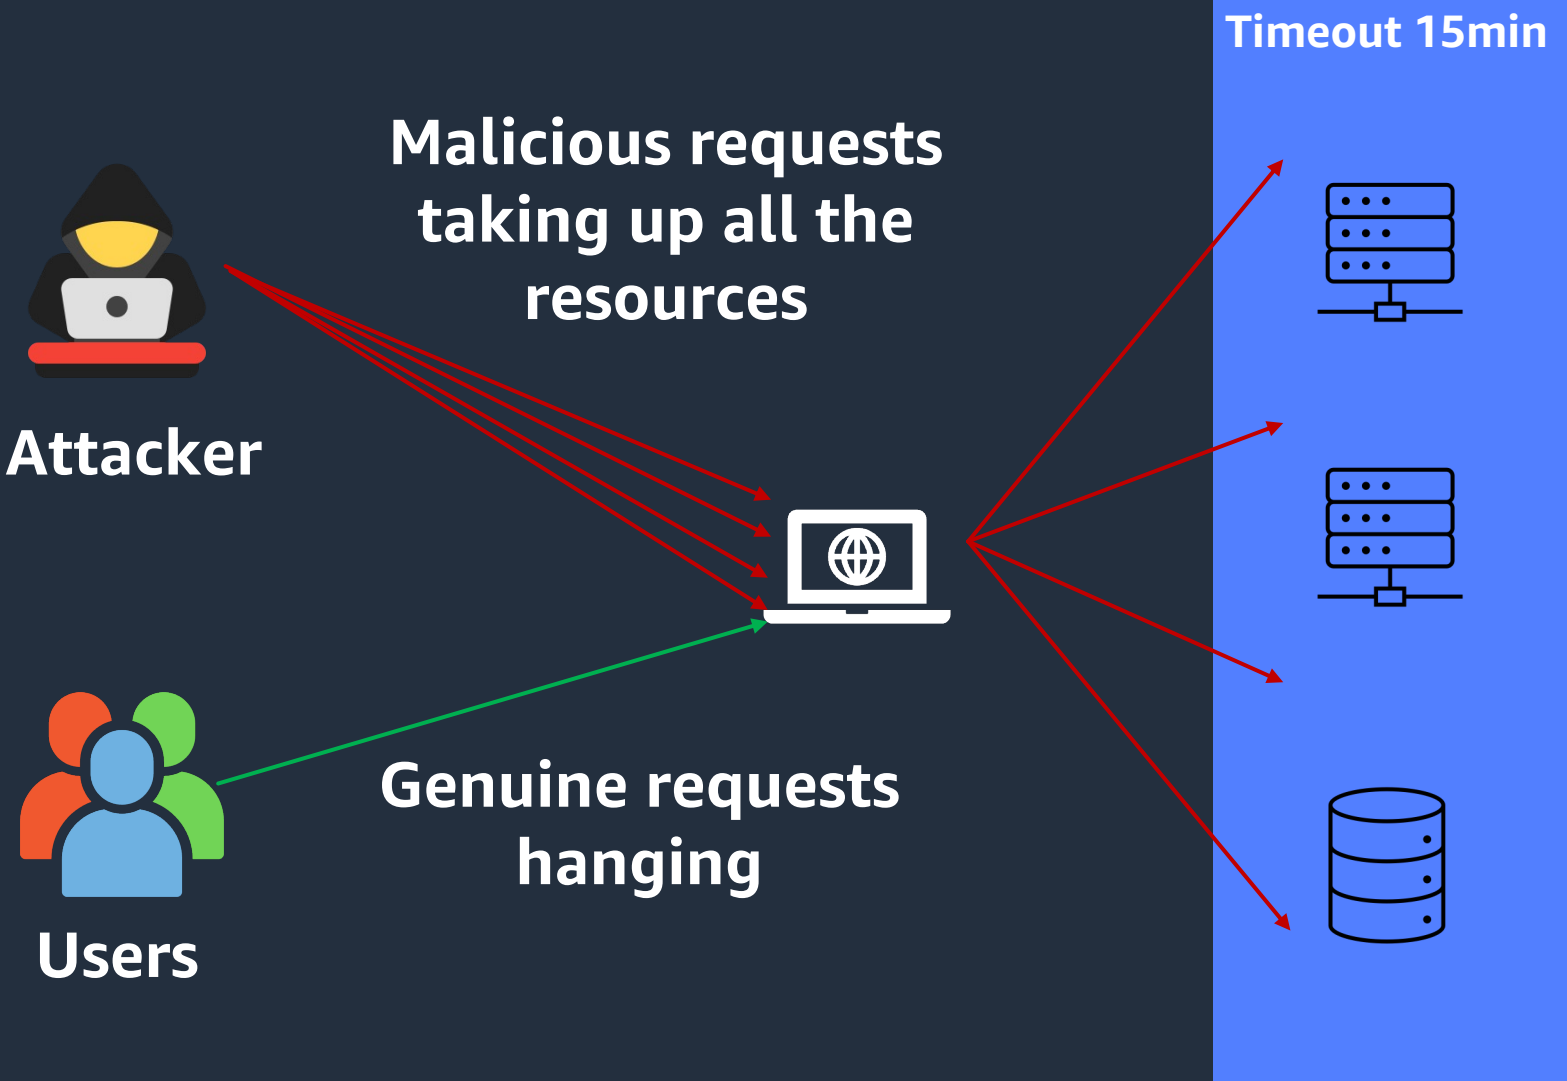 Timeout 15min
Malicious requests
taking up all the
resources
Attacker
Genuine requests
hanging
Users